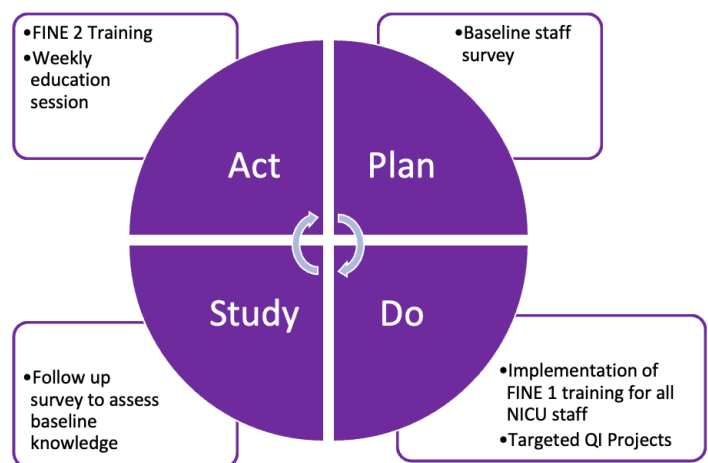 •FINE 2 Training
•Weekly
education
session
•Baseline staff
survey
Act
Plan
Study
Do
•Follow up
survey to assess
baseline
knowledge
•Implementation of
FINE 1 training for all
NICU staff
•Targeted QI Projects